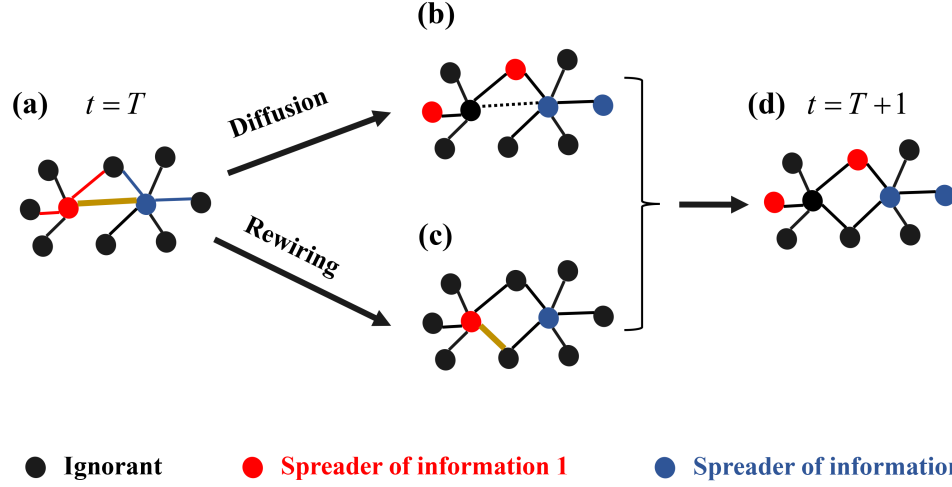 (b)
(a) t = T
Diffusion
(d) t = T + 1
(c)
Rewiring
Ignorant
Spreader of information 1
Spreader of information